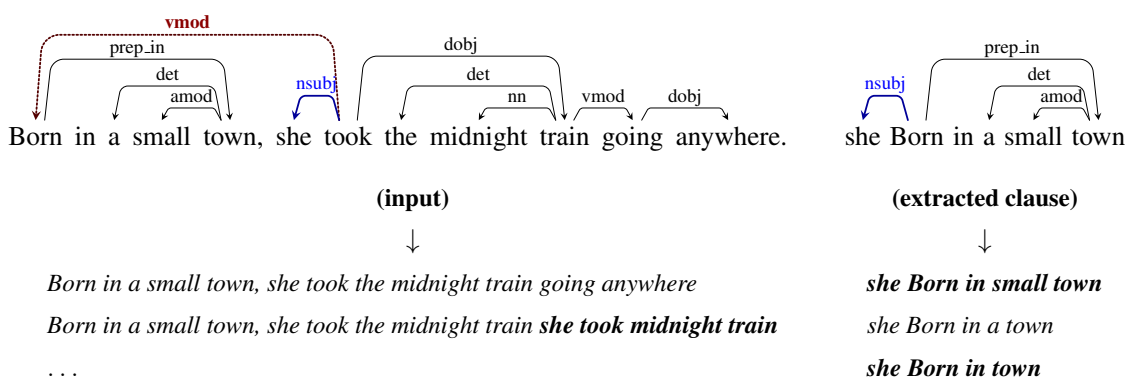 vmod
prep_in dobj prep_in
det det nsubj det
amod nsubj nn vmod dobj amod
Born in a small town, she took the midnight train going anywhere. she Born in a small town
(input) (extracted clause)
↓ ↓
Born in a small town, she took the midnight train going anywhere she Born in small town
Born in a small town, she took the midnight train she took midnight train she Born in a town
. . . she Born in town